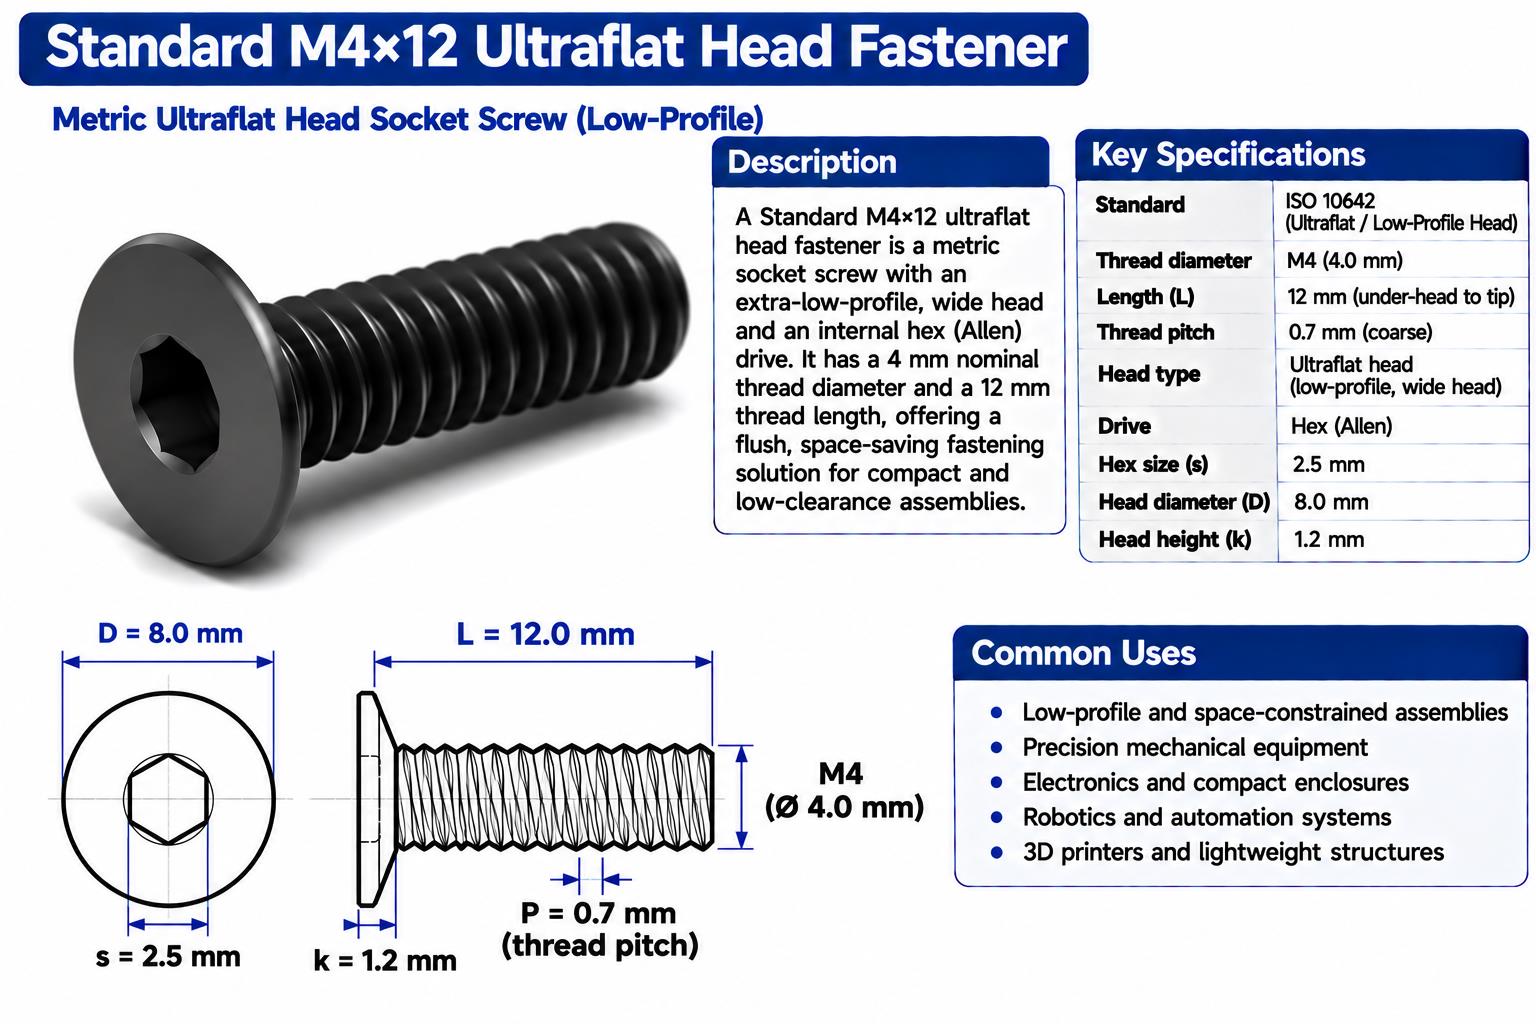 Standard M4×12 Ultraflat Head Fastener
Metric Ultraflat Head Socket Screw (Low-Profile)
Description
A Standard M4×12 ultraflat
head fastener is a metric
socket screw with an
extra-low-profile, wide head
and an internal hex (Allen)
drive. It has a 4 mm nominal
thread diameter and a 12 mm
thread length, offering a
flush, space-saving fastening
solution for compact and
low-clearance assemblies.
Key Specifications
Standard ISO 10642
(Ultraflat / Low-Profile Head)
Thread diameter M4 (4.0 mm)
Length (L) 12 mm (under-head to tip)
Thread pitch 0.7 mm (coarse)
Head type Ultraflat head
(low-profile, wide head)
Drive Hex (Allen)
Hex size (s) 2.5 mm
Head diameter (D) 8.0 mm
Head height (k) 1.2 mm
D = 8.0 mm
L = 12.0 mm
M4
(Ø 4.0 mm)
P = 0.7 mm
(thread pitch)
s = 2.5 mm
k = 1.2 mm
Common Uses
• Low-profile and space-constrained assemblies
• Precision mechanical equipment
• Electronics and compact enclosures
• Robotics and automation systems
• 3D printers and lightweight structures